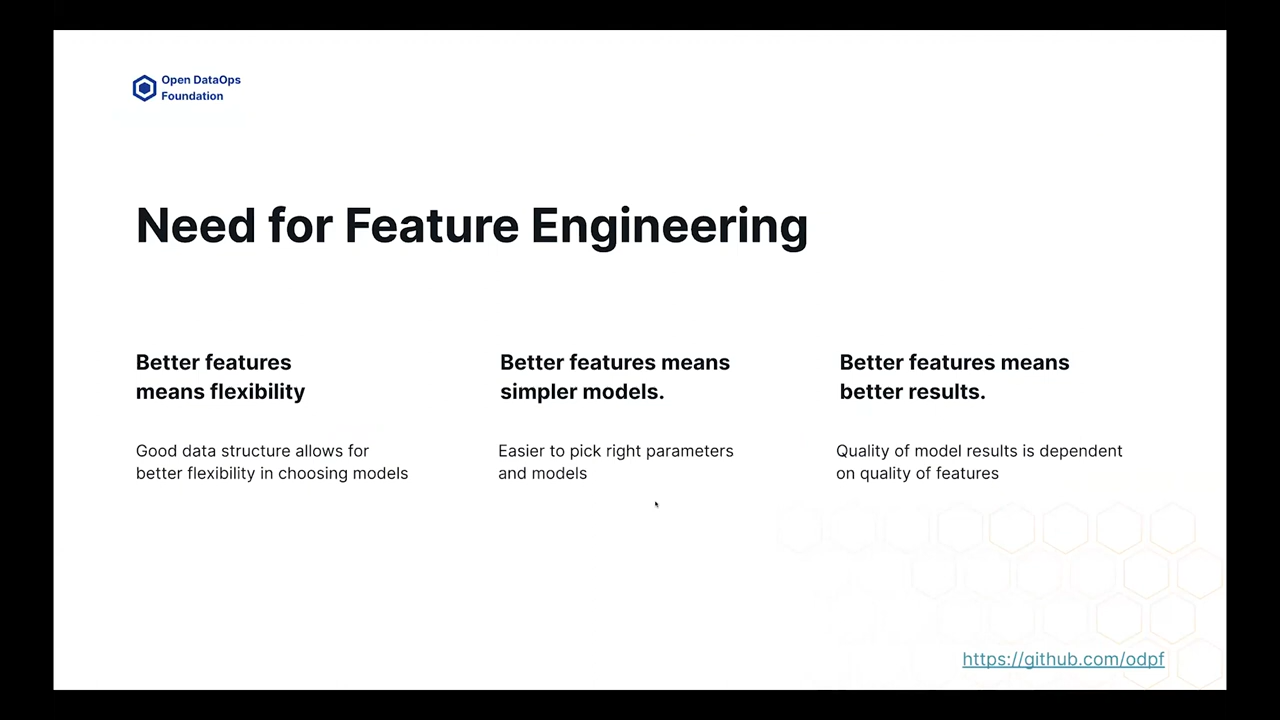 Open DataOps
Foundation
Need for Feature Engineering
Better features
means flexibility
Good data structure allows for
better flexibility in choosing models
Better features means
simpler models.
Easier to pick right parameters
and models
Better features means
better results.
Quality of model results is dependent
on quality of features
https://github.com/odpf